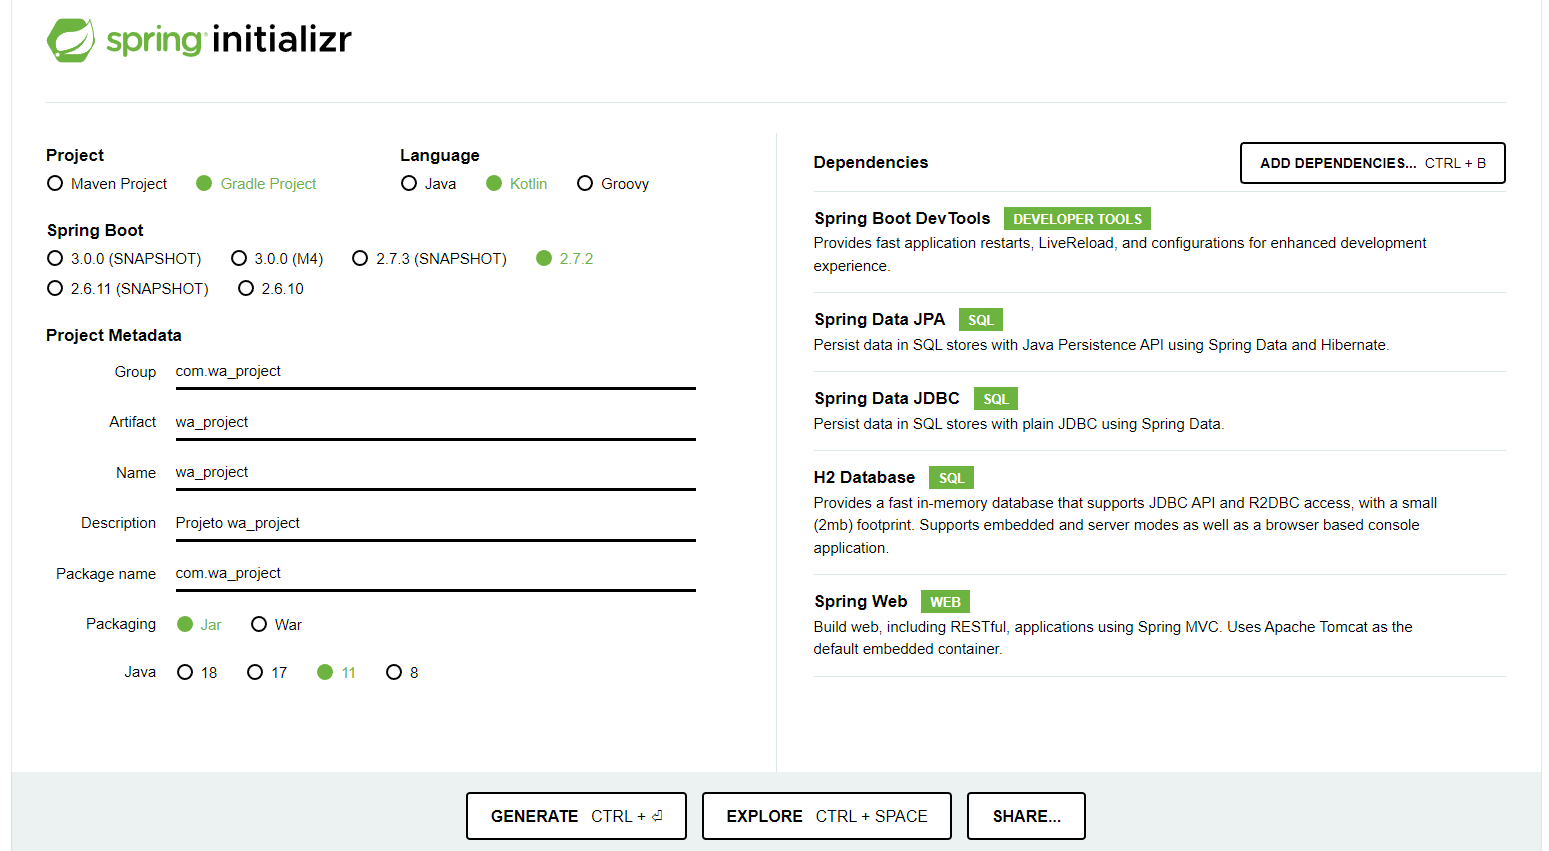 spring initializr
Project
Maven Project Gradle Project
Language
Java Kotlin Groovy
Spring Boot
3.0.0 (SNAPSHOT) 3.0.0 (M4) 2.7.3 (SNAPSHOT) 2.7.2
2.6.11 (SNAPSHOT) 2.6.10
Project Metadata
Group com.wa_project
Artifact wa_project
Name wa_project
Description Projeto wa_project
Package name com.wa_project
Packaging Jar War
Java 18 17 11 8
Dependencies
ADD DEPENDENCIES... CTRL + B
Spring Boot DevTools DEVELOPER TOOLS
Provides fast application restarts, LiveReload, and configurations for enhanced development
experience.
Spring Data JPA SQL
Persist data in SQL stores with Java Persistence API using Spring Data and Hibernate.
Spring Data JDBC SQL
Persist data in SQL stores with plain JDBC using Spring Data.
H2 Database SQL
Provides a fast in-memory database that supports JDBC API and R2DBC access, with a small
(2mb) footprint. Supports embedded and server modes as well as a browser based console
application.
Spring Web WEB
Build web, including RESTful, applications using Spring MVC. Uses Apache Tomcat as the
default embedded container.
GENERATE CTRL + ⏎
EXPLORE CTRL + SPACE
SHARE...